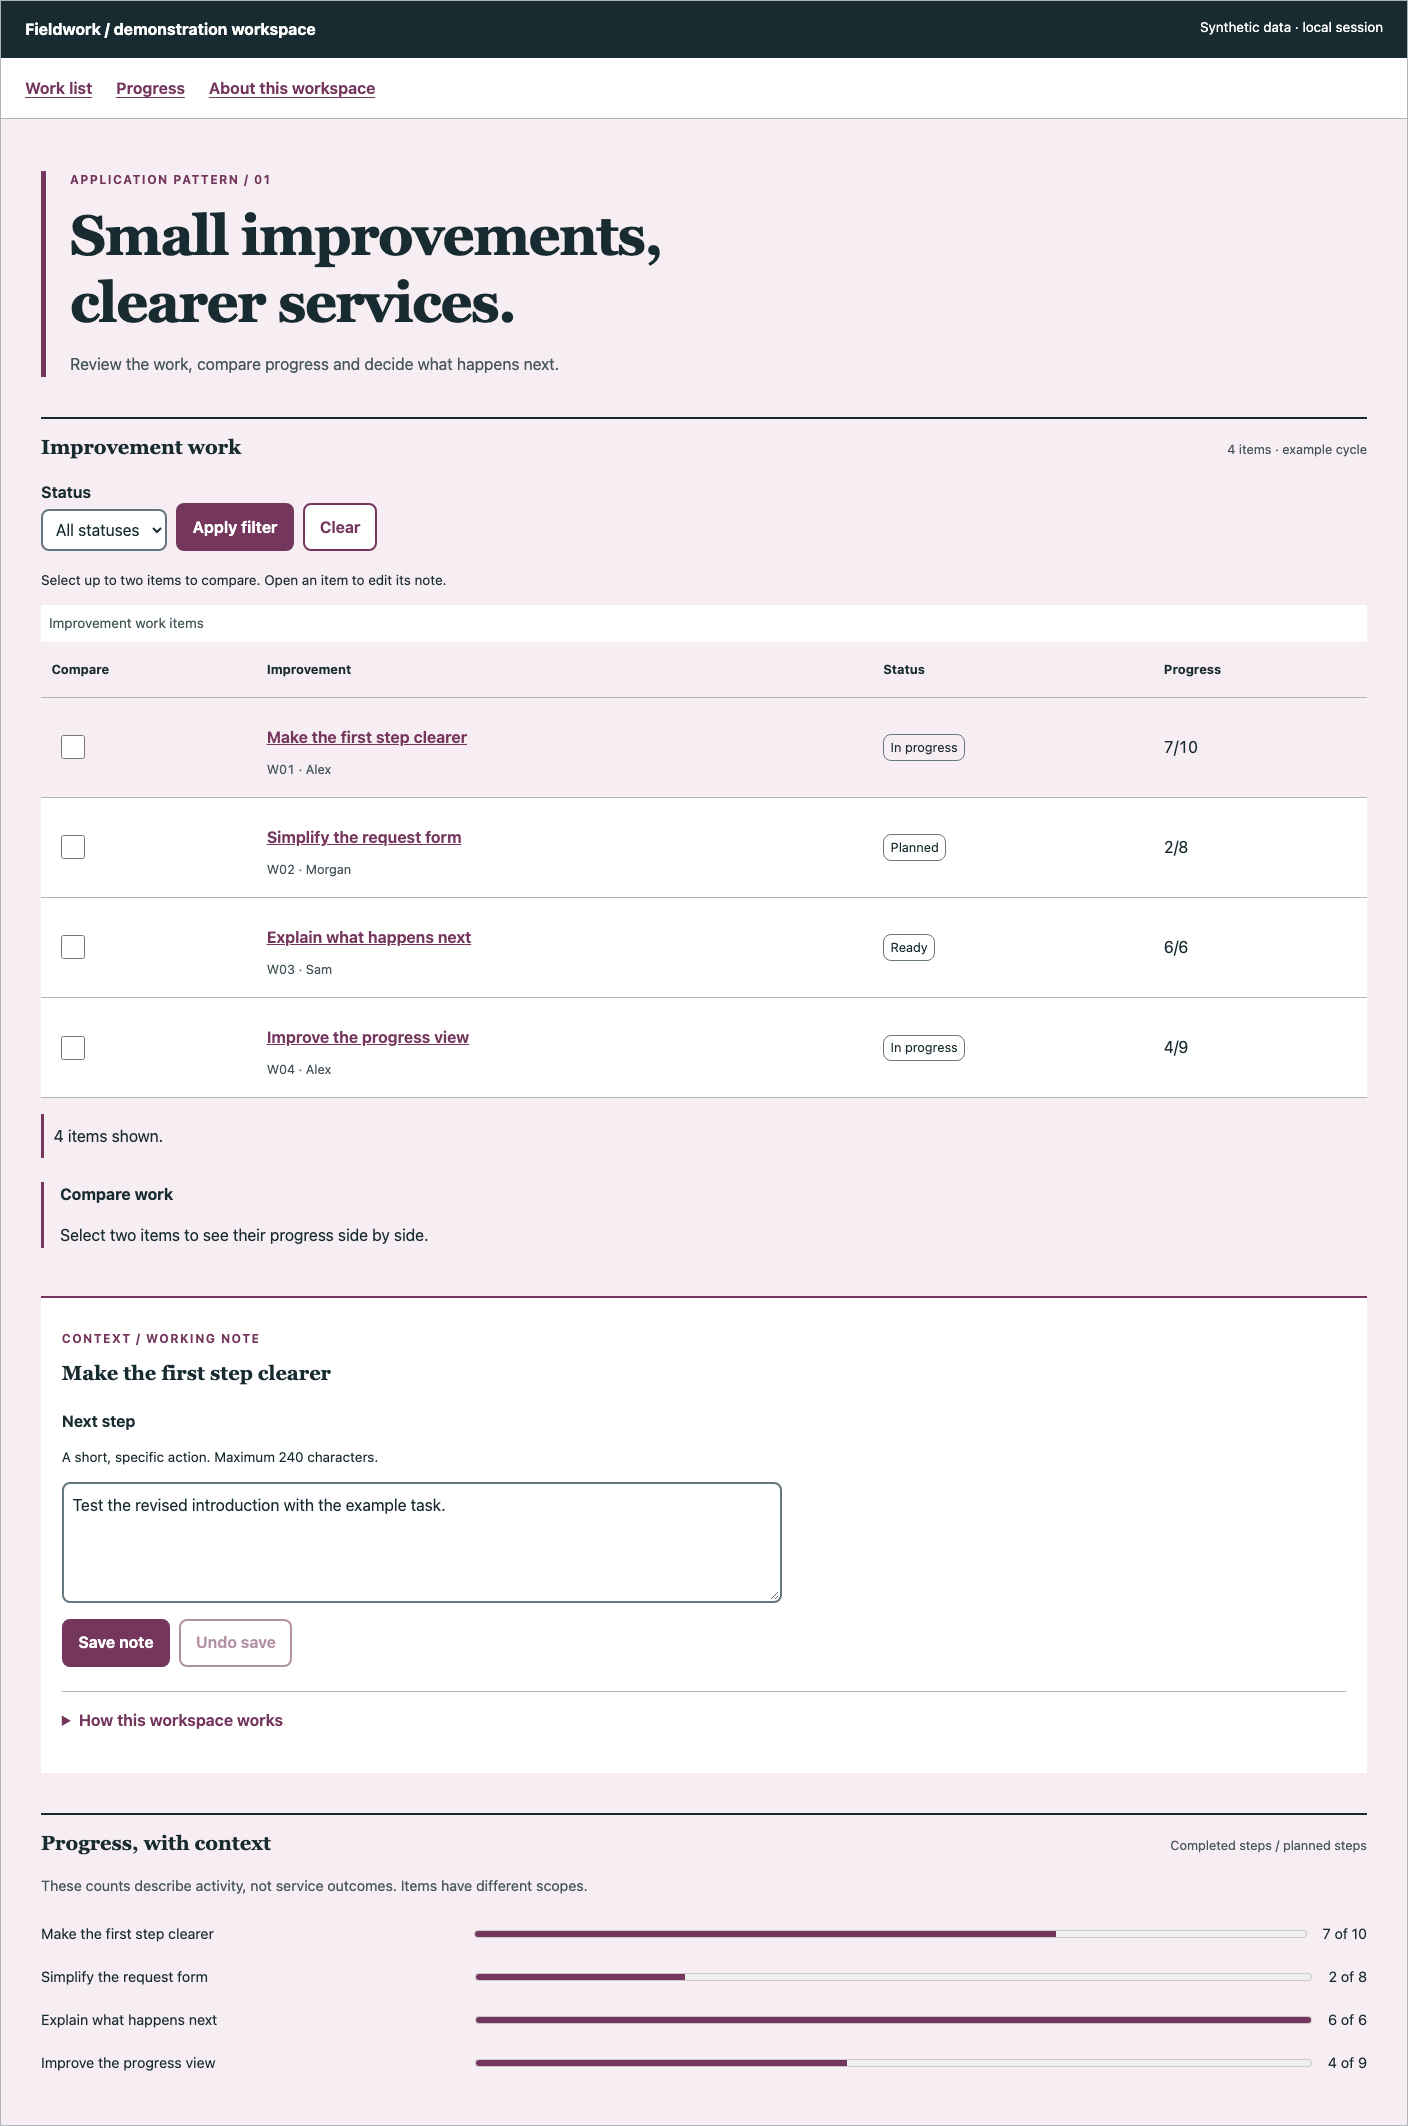 Fieldwork / demonstration workspace
Synthetic data · local session
Work list Progress About this workspace
APPLICATION PATTERN / 01
Small improvements,
clearer services.
Review the work, compare progress and decide what happens next.
Improvement work
4 items · example cycle
Status
All statuses Apply filter Clear
Select up to two items to compare. Open an item to edit its note.
Improvement work items
Compare Improvement Status Progress
Make the first step clearer
W01 · Alex
In progress
7/10
Simplify the request form
W02 · Morgan
Planned
2/8
Explain what happens next
W03 · Sam
Ready
6/6
Improve the progress view
W04 · Alex
In progress
4/9
4 items shown.
Compare work
Select two items to see their progress side by side.
CONTEXT / WORKING NOTE
Make the first step clearer
Next step
A short, specific action. Maximum 240 characters.
Test the revised introduction with the example task.
Save note Undo save
How this workspace works
Progress, with context
Completed steps / planned steps
These counts describe activity, not service outcomes. Items have different scopes.
Make the first step clearer 7 of 10
Simplify the request form 2 of 8
Explain what happens next 6 of 6
Improve the progress view 4 of 9